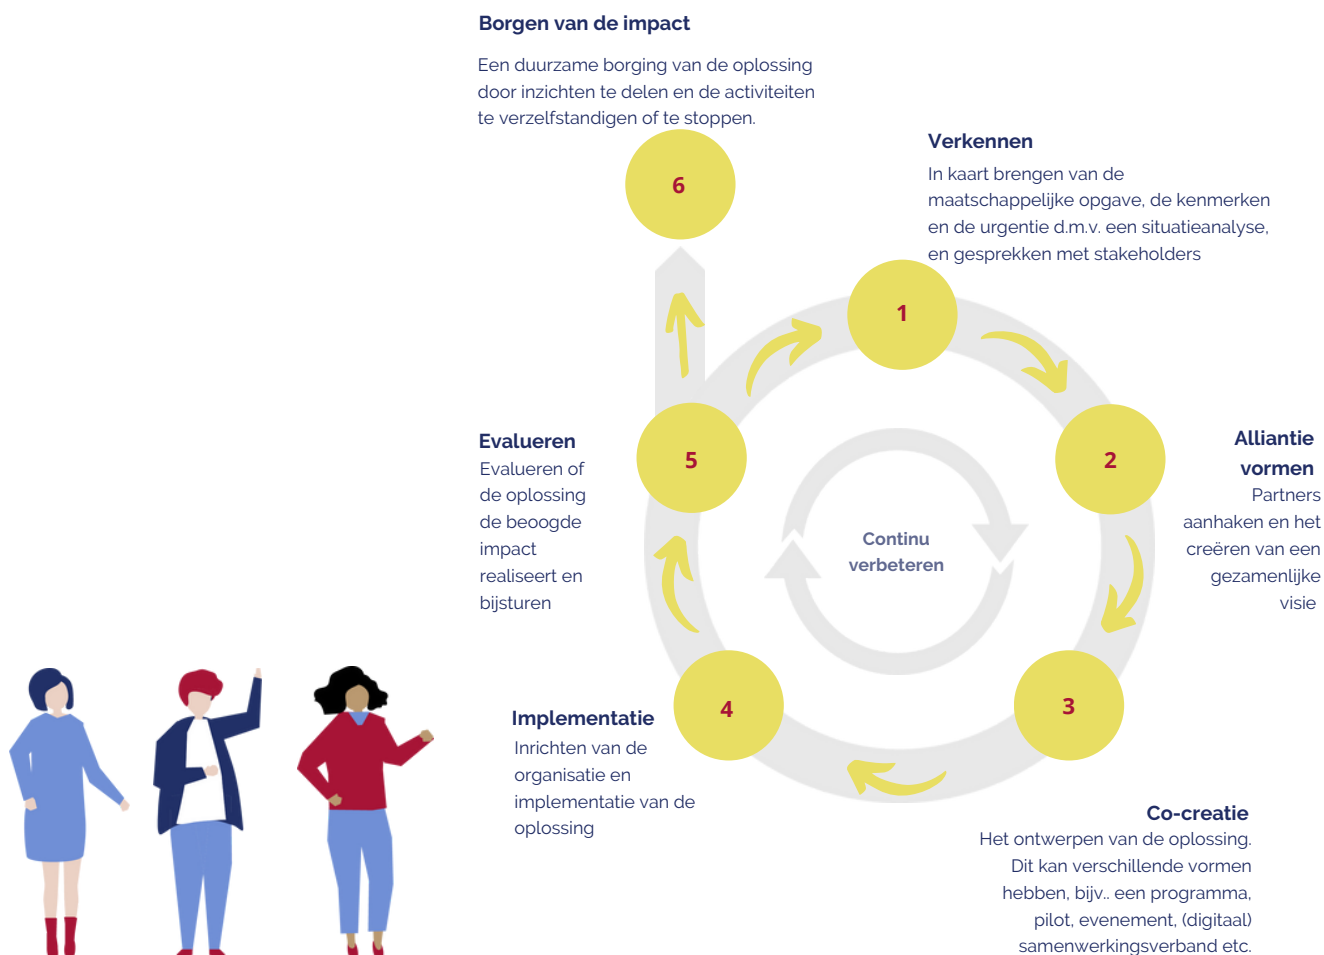 Borgen van de impact
Een duurzame borging van de oplossing
door inzichten te delen en de activiteiten
te verzelfstandigen of te stoppen.
6
Verkennen
In kaart brengen van de
maatschappelijke opgave, de kenmerken
en de urgentie d.m.v. een situatieanalyse,
en gesprekken met stakeholders
1
Alliantie
vormen
Partners
aanhaken en het
creëren van een
gezamenlijke
visie
2
Evalueren
Evalueren of
de oplossing
de beoogde
impact
realiseert en
bijsturen
5
Continu
verbeteren
Implementatie
Inrichten van de
organisatie en
implementatie van de
oplossing
4
3
Co-creatie
Het ontwerpen van de oplossing.
Dit kan verschillende vormen
hebben, bijv.. een programma,
pilot, evenement, (digitaal)
samenwerkingsverband etc.